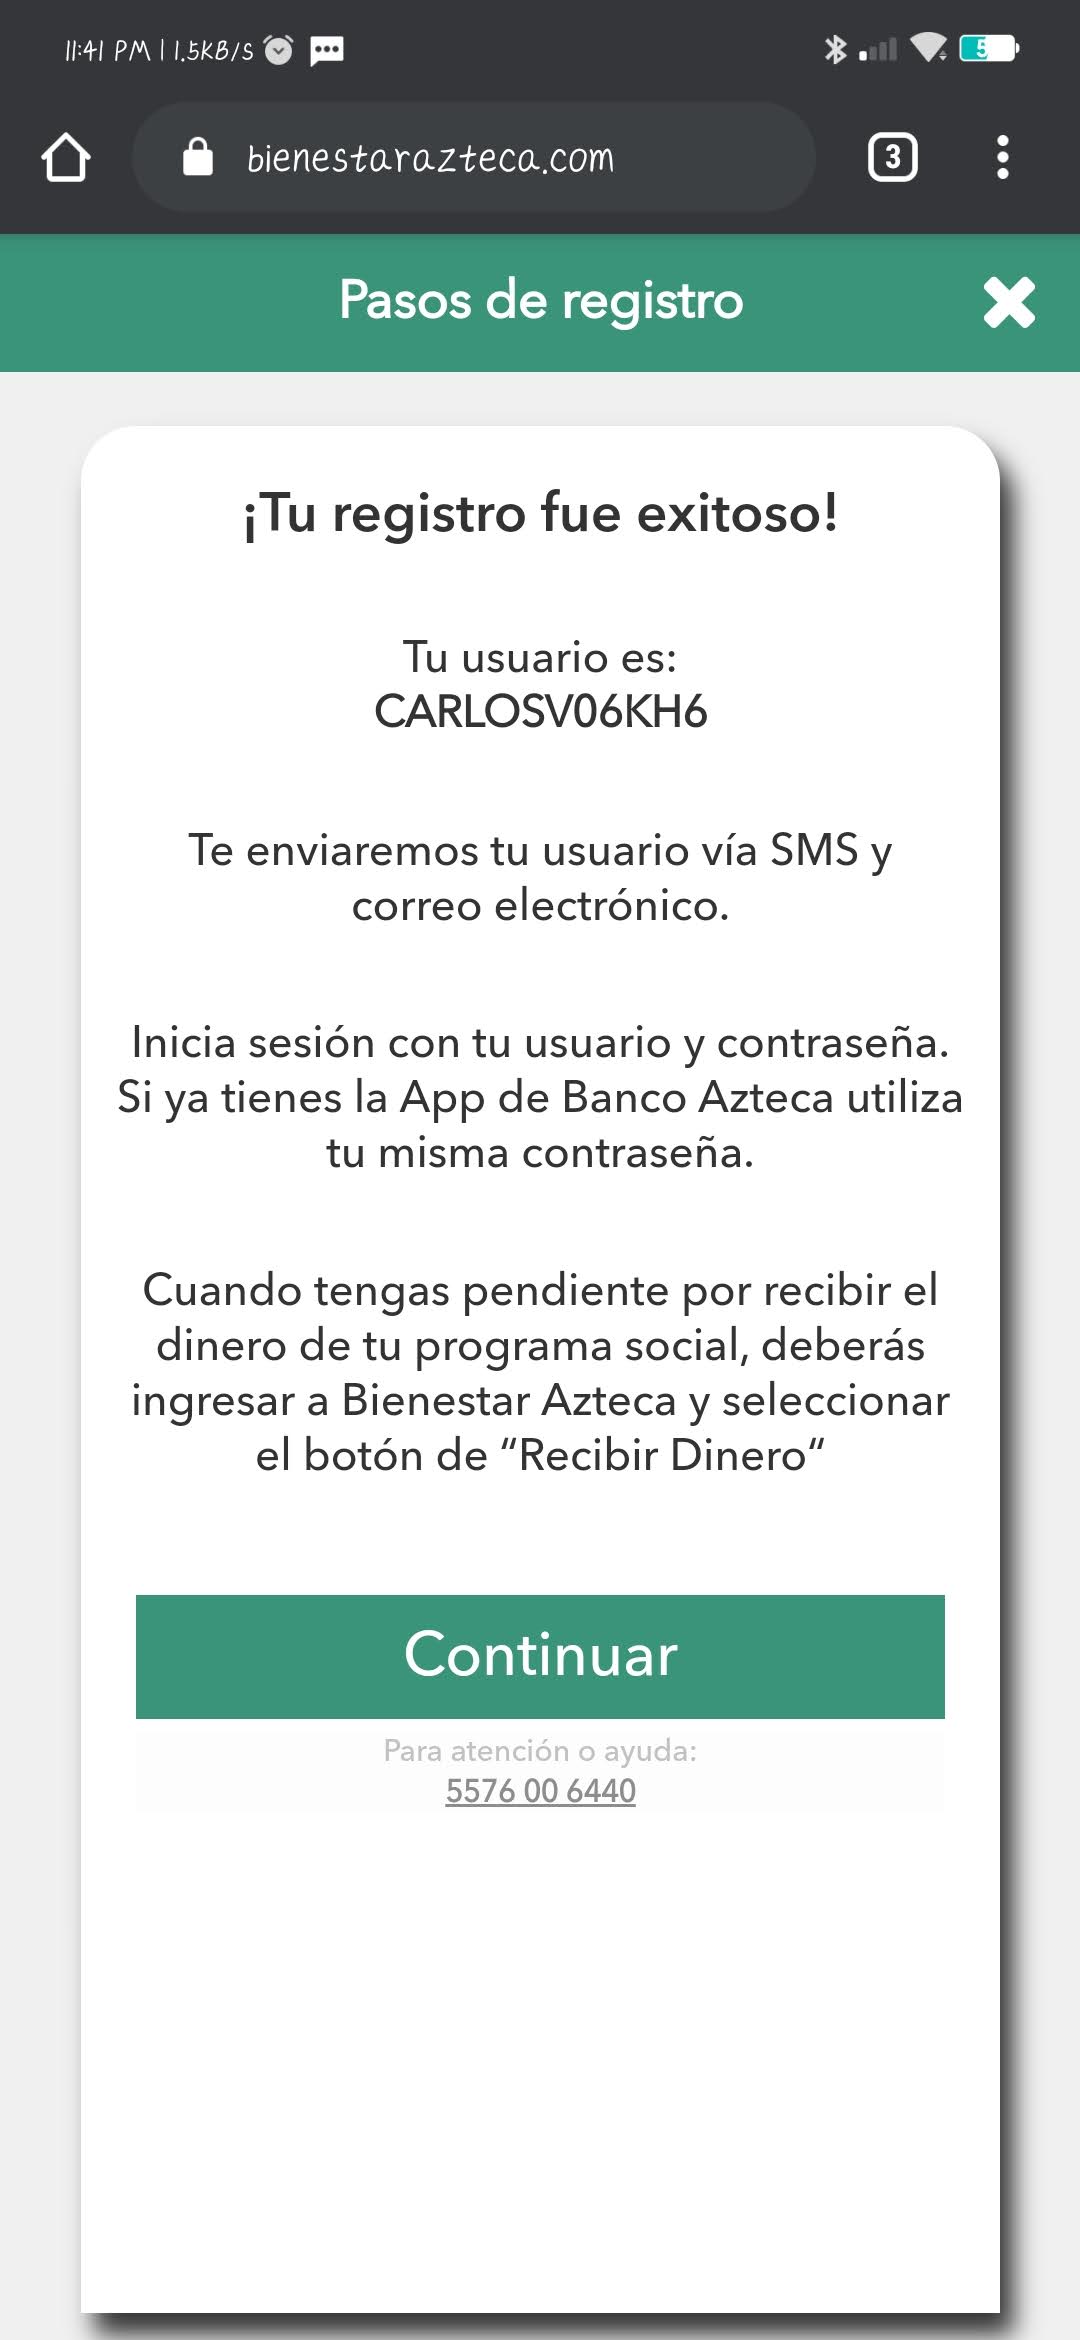 11:41 PM | 1.5KB/s
bienestarazteca.com
3
Pasos de registro
¡Tu registro fue exitoso!
Tu usuario es:
CARLOSV06KH6
Te enviaremos tu usuario vía SMS y
correo electrónico.
Inicia sesión con tu usuario y contraseña.
Si ya tienes la App de Banco Azteca utiliza
tu misma contraseña.
Cuando tengas pendiente por recibir el
dinero de tu programa social, deberás
ingresar a Bienestar Azteca y seleccionar
el botón de “Recibir Dinero“
Continuar
Para atención o ayuda:
5576 00 6440